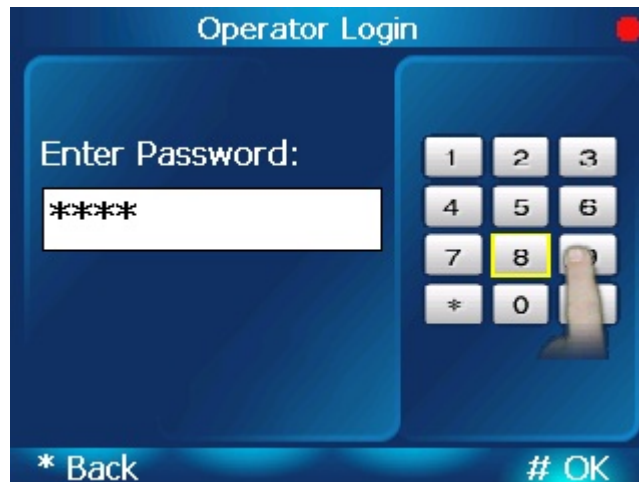 Operator Login
Enter Password:
****
1 2 3
4 5 6
7 8
* 0
* Back
# OK